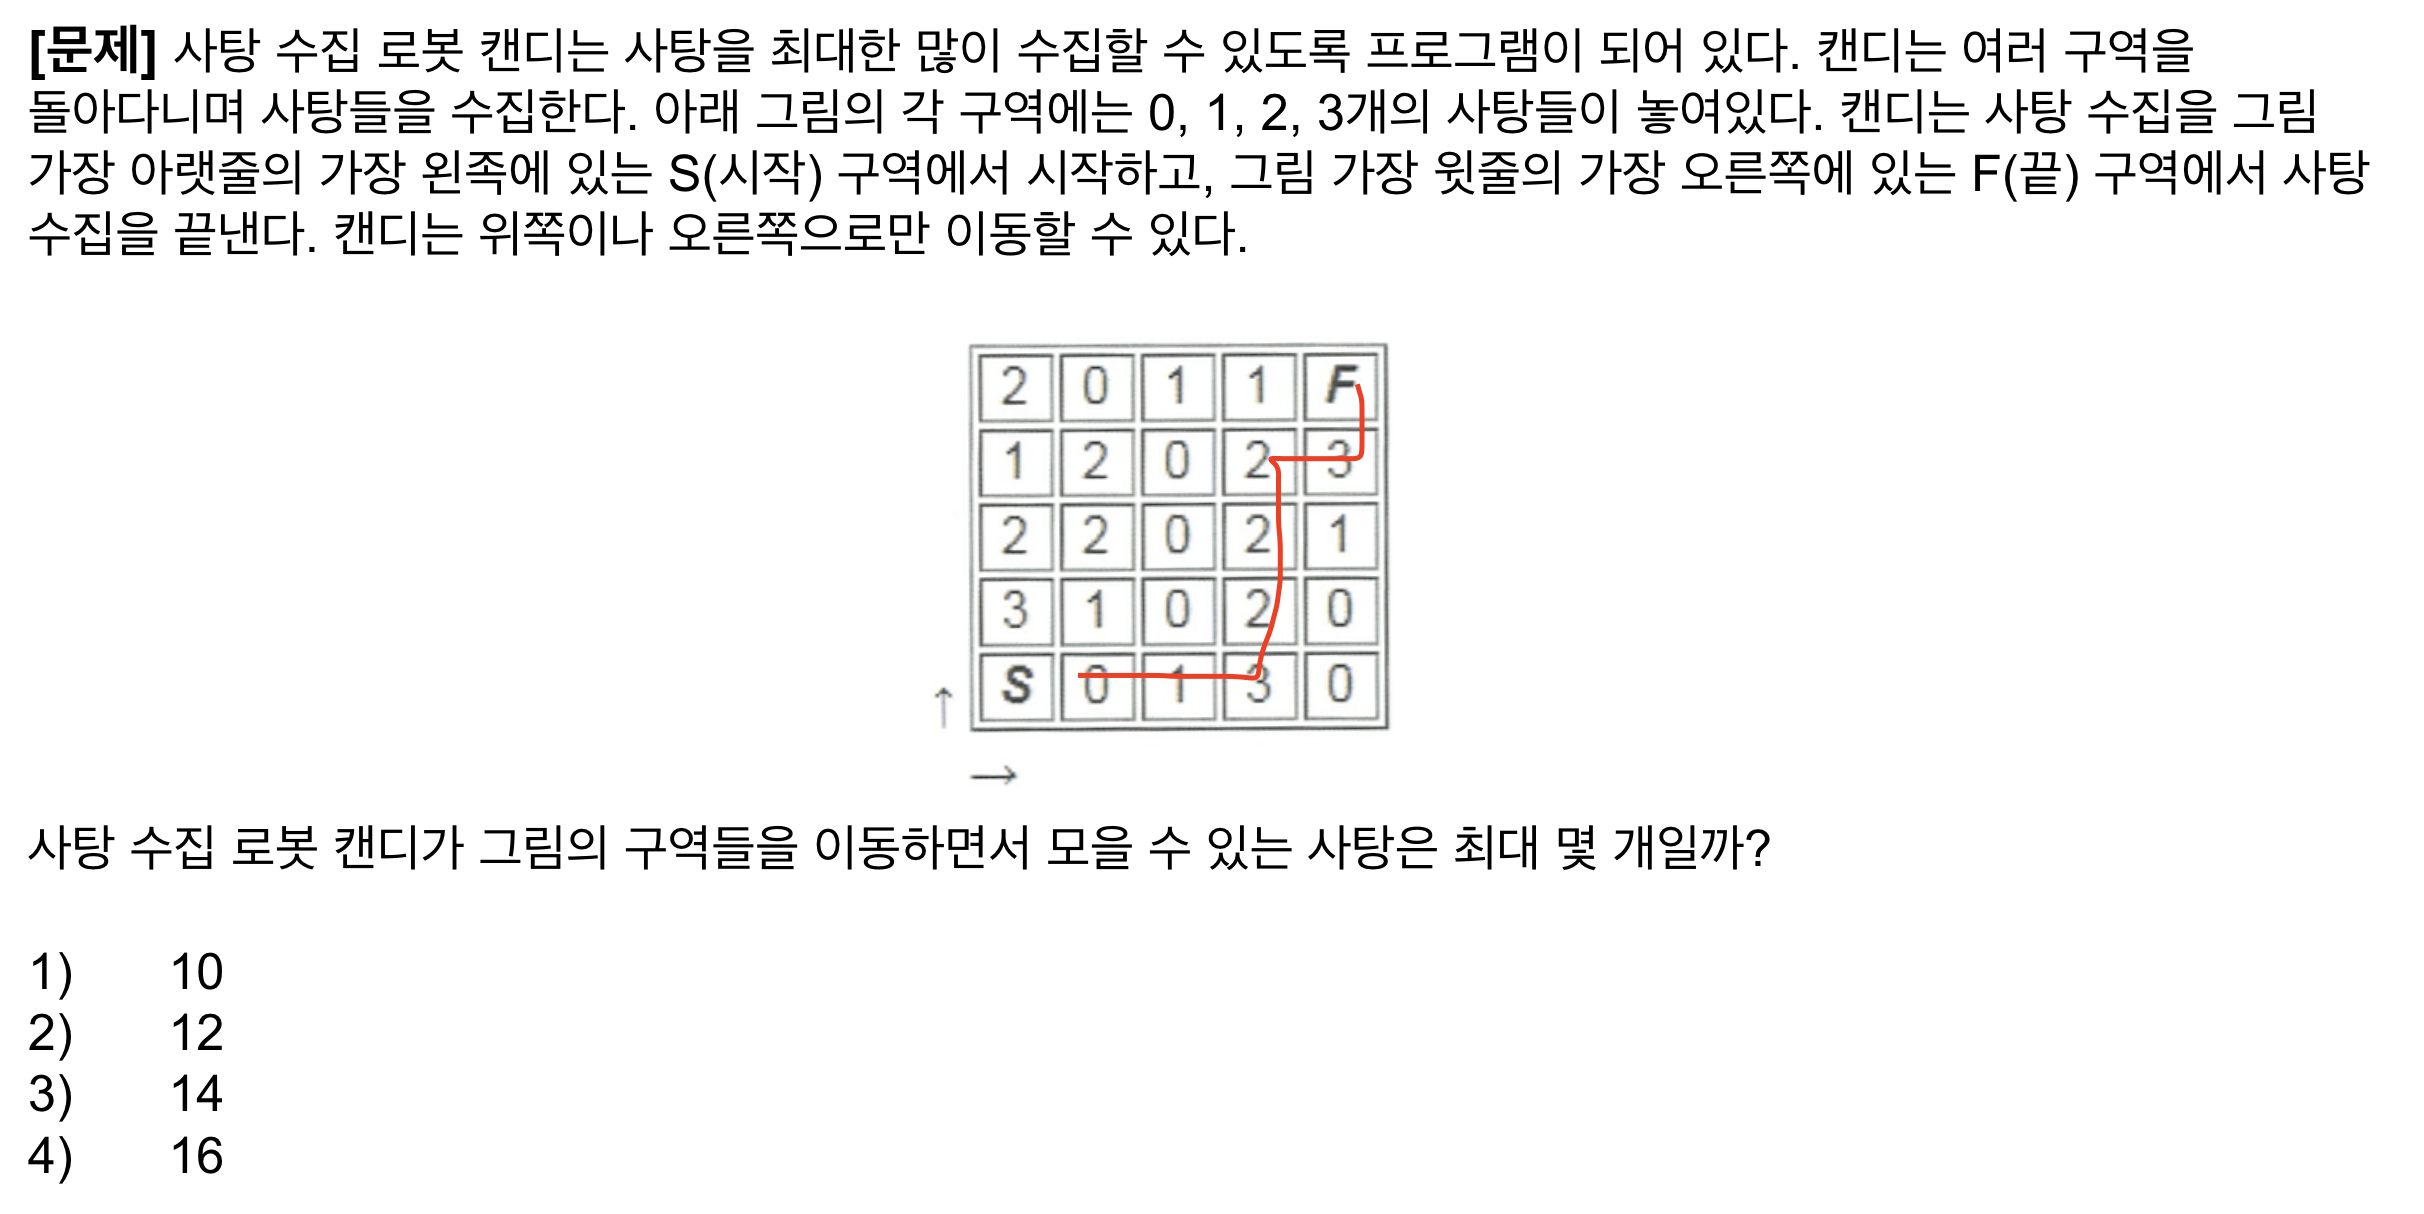 [문제] 사탕 수집 로봇 캔디는 사탕을 최대한 많이 수집할 수 있도록 프로그램이 되어 있다. 캔디는 여러 구역을
돌아다니며 사탕들을 수집한다. 아래 그림의 각 구역에는 0, 1, 2, 3개의 사탕들이 놓여있다. 캔디는 사탕 수집을 그림
가장 아랫줄의 가장 왼쪽에 있는 S(시작) 구역에서 시작하고, 그림 가장 윗줄의 가장 오른쪽에 있는 F(끝) 구역에서 사탕
수집을 끝낸다. 캔디는 위쪽이나 오른쪽으로만 이동할 수 있다.
2 0 1 1 F
1 2 0 2 3
2 2 0 2 1
3 1 0 2 0
↑ S 0 1 3 0
→
사탕 수집 로봇 캔디가 그림의 구역들을 이동하면서 모을 수 있는 사탕은 최대 몇 개일까?
1) 10
2) 12
3) 14
4) 16